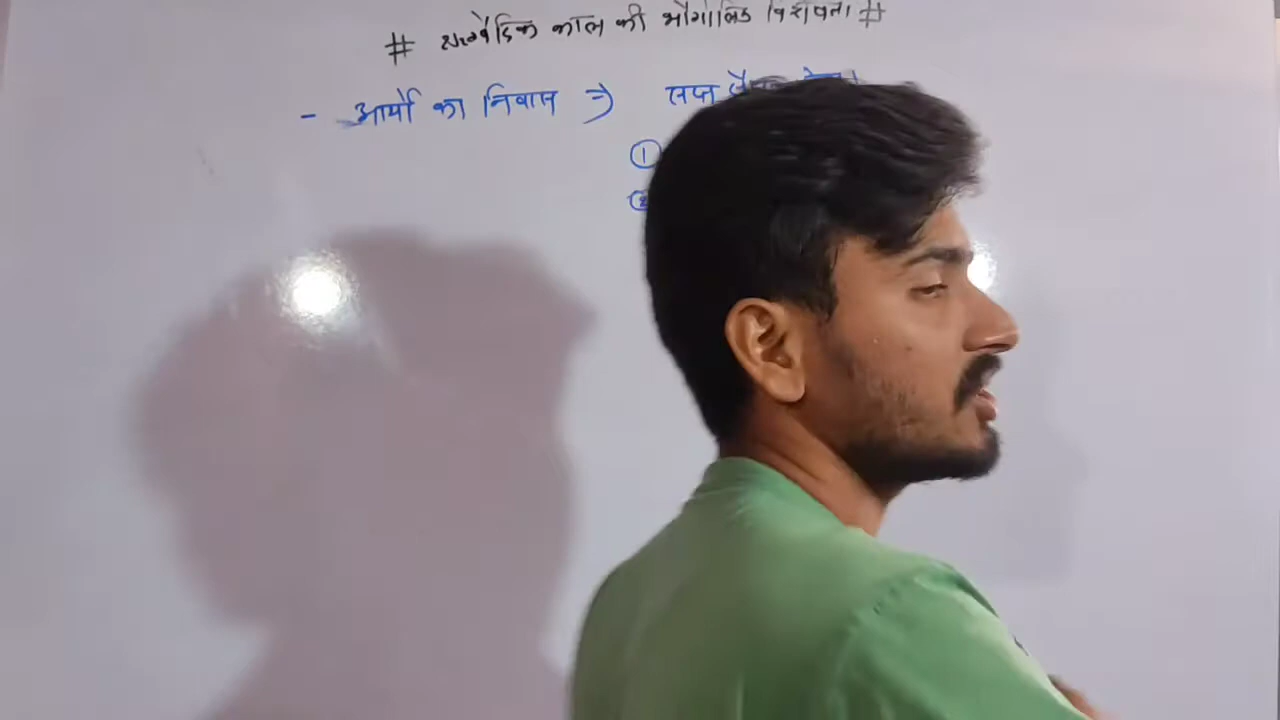 # ऋग्वैदिक काल की भौगोलिक विशेषता #
- आर्यो का निवास ⇒ सप्त
①
②